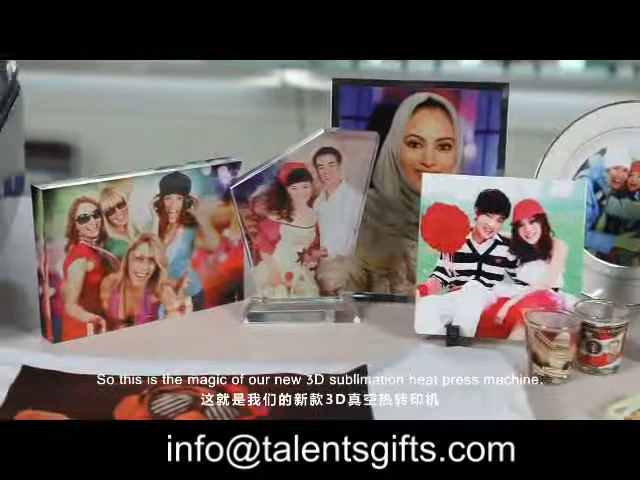 So this is the magic of our new 3D sublimation heat press machine.
这就是我们的新款3D真空热转印机
info@talentsgifts.com